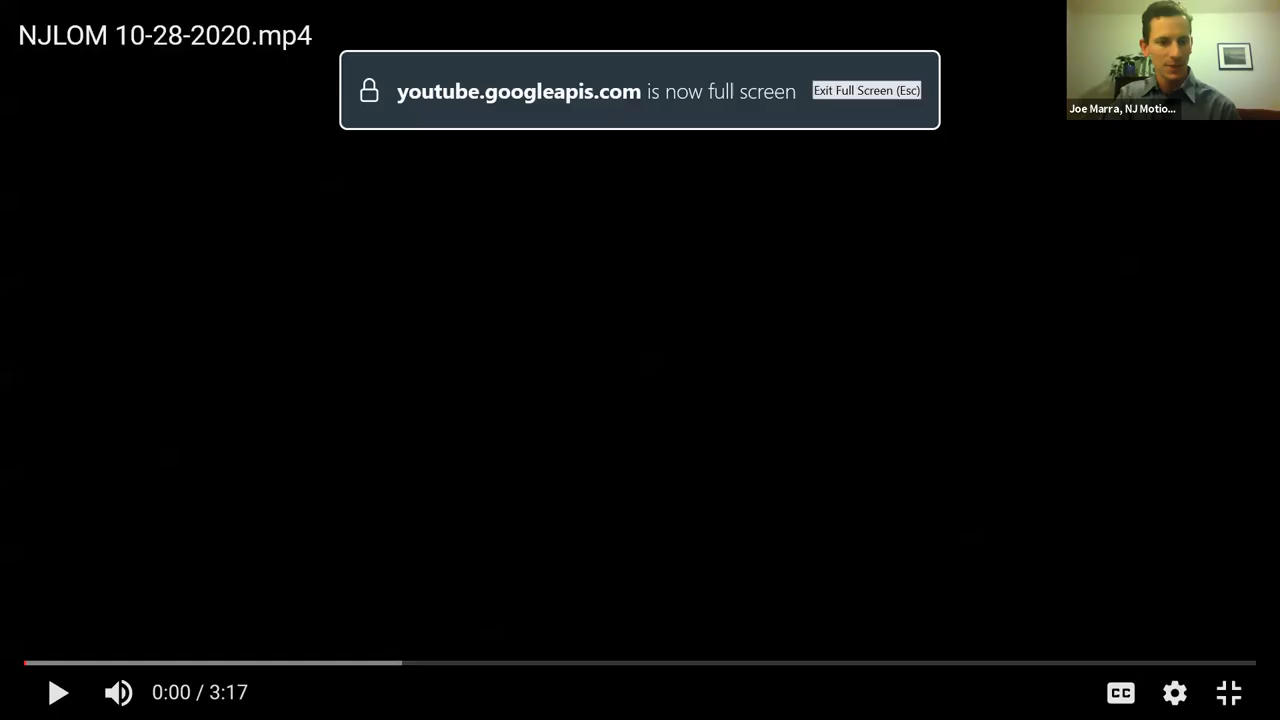 NJLOM 10-28-2020.mp4
youtube.googleapis.com is now full screen Exit Full Screen (Esc)
Joe Marra, NJ Motio...
0:00 / 3:17
CC